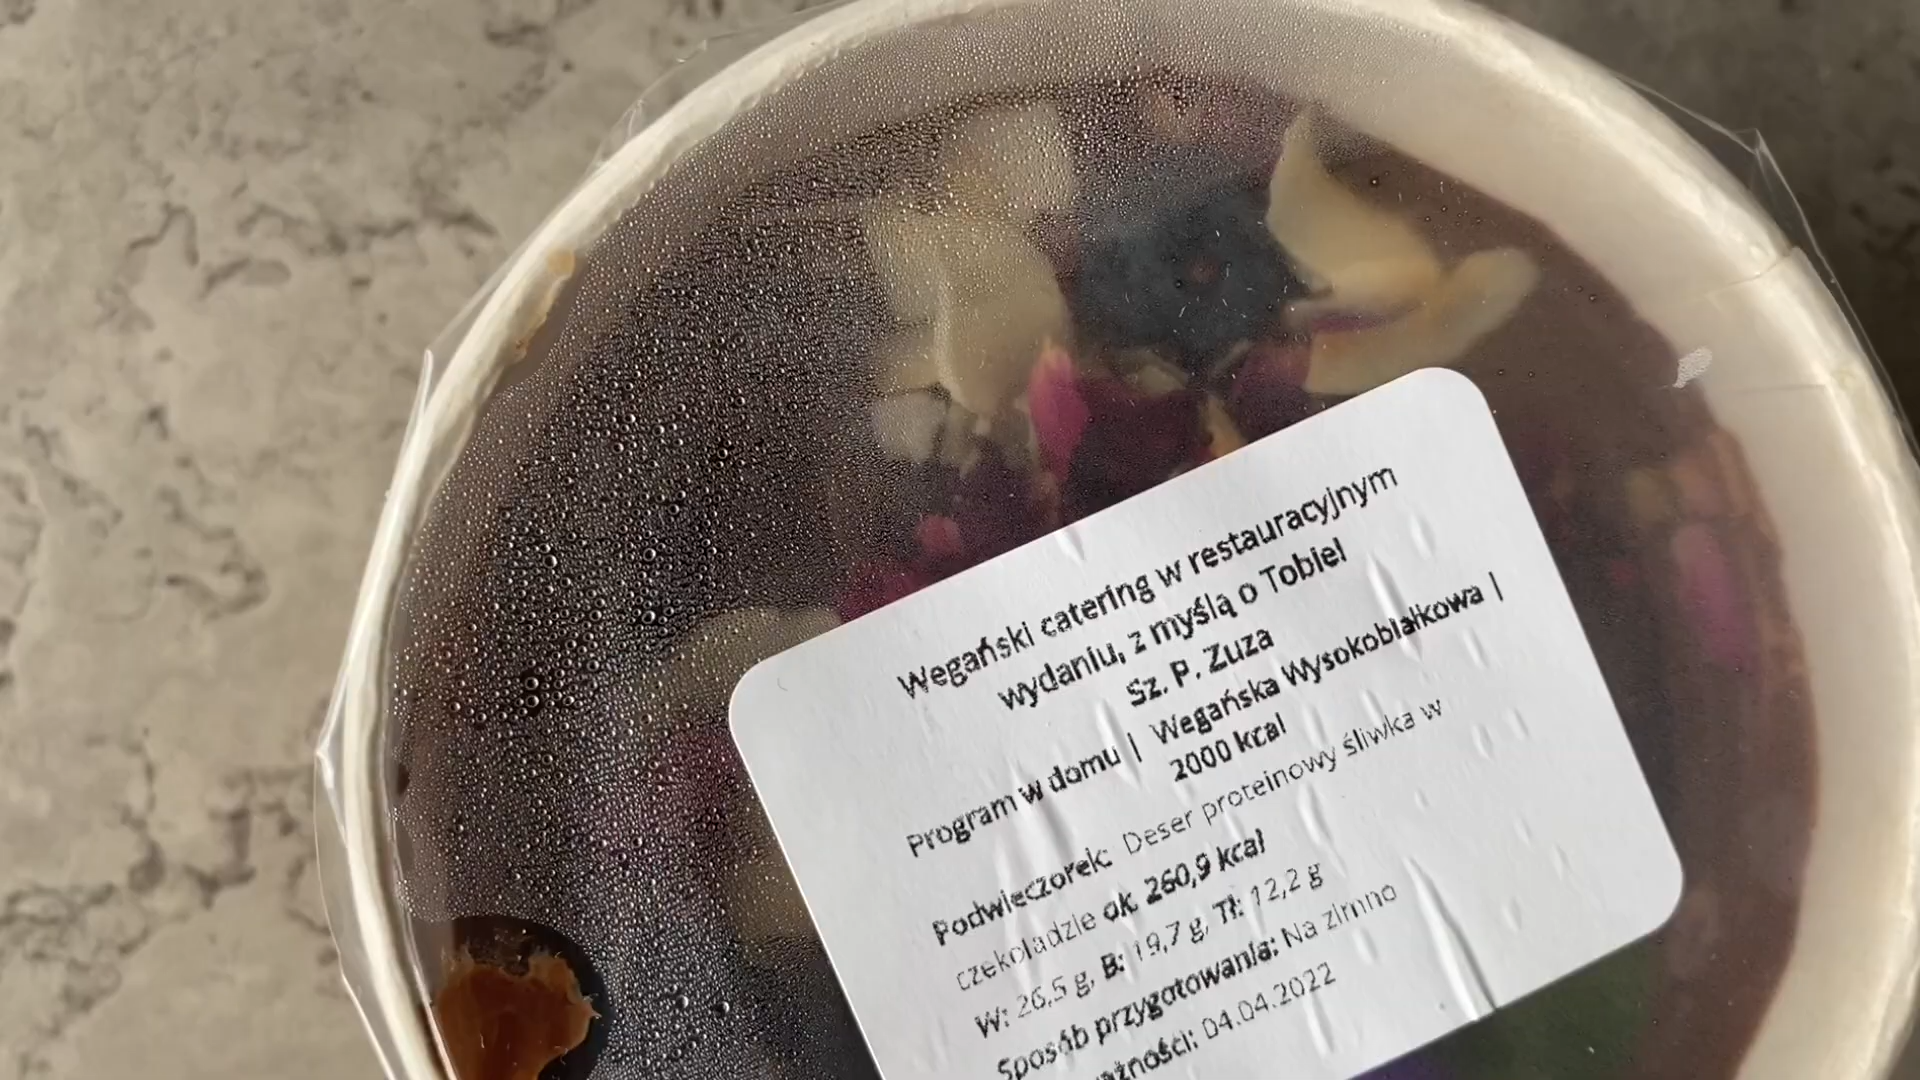 Wegański catering w restauracyjnym
wydaniu, z myślą o Tobie!
Sz. P. Zuza
Program w domu | Wegańska Wysokobiałkowa |
2000 kcal
Podwieczorek: Deser proteinowy śliwka w
czekoladzie ok. 260,9 kcal
W: 26,5 g, B: 19,7 g, Tł: 12,2 g
Sposób przygotowania: Na zimno
ażności: 04.04.2022